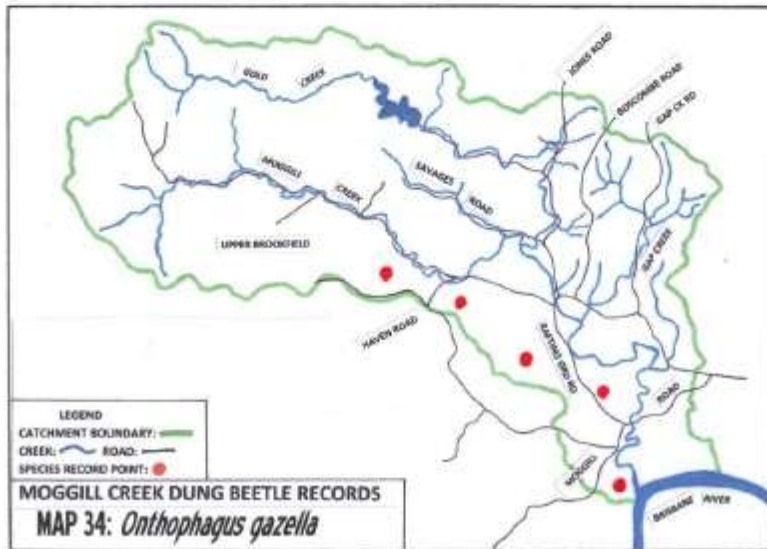 GOLD CREEK
JONES ROAD
BOSCOMBE ROAD
GAP CK RD
MOGGILL CREEK
SAVAGES ROAD
UPPER BROOKFIELD
GAP CREEK
HAVEN ROAD
RAFTING GRD RD
ROAD
MOGGILL
BRISBANE RIVER
LEGEND
CATCHMENT BOUNDARY:
CREEK: ROAD:
SPECIES RECORD POINT:
MOGGILL CREEK DUNG BEETLE RECORDS
MAP 34: Onthophagus gazella